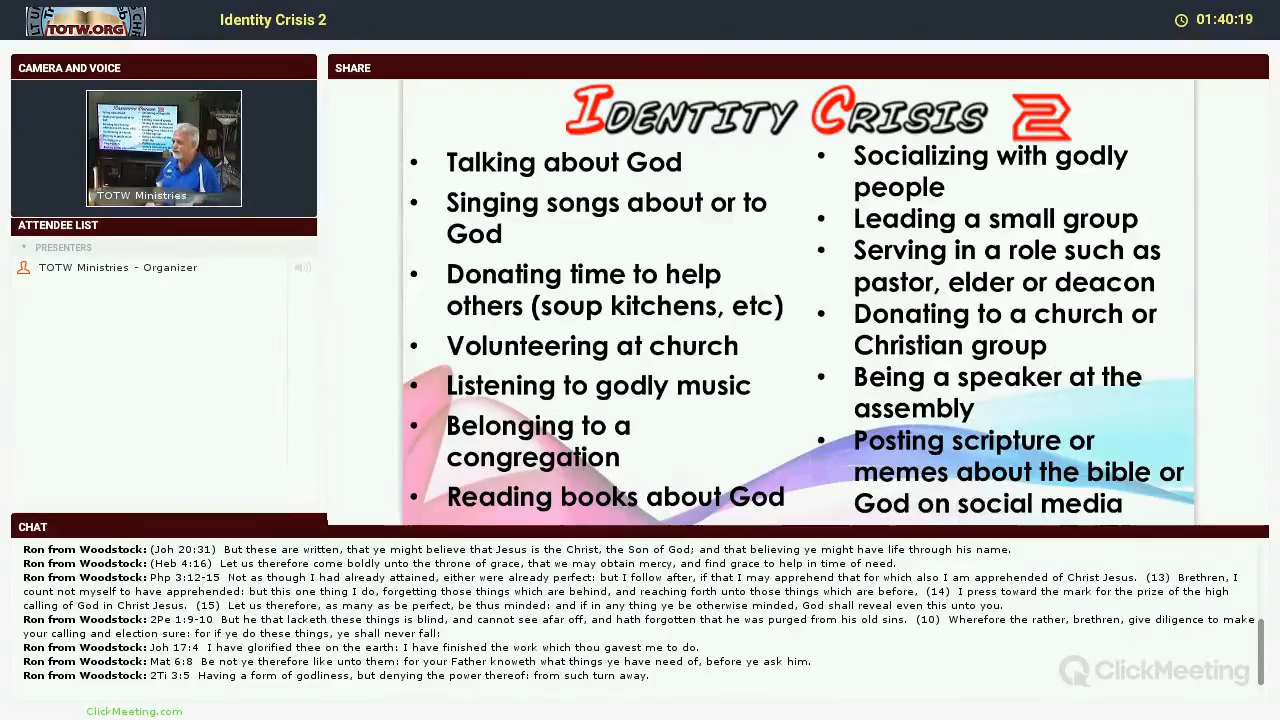 TOTW.ORG
Identity Crisis 2
01:40:19
CAMERA AND VOICE
SHARE
TOTW Ministries
ATTENDEE LIST
PRESENTERS
TOTW Ministries - Organizer
IDENTITY CRISIS 2
• Talking about God
• Singing songs about or to
God
• Donating time to help
others (soup kitchens, etc)
• Volunteering at church
• Listening to godly music
• Belonging to a
congregation
• Reading books about God
• Socializing with godly
people
• Leading a small group
• Serving in a role such as
pastor, elder or deacon
• Donating to a church or
Christian group
• Being a speaker at the
assembly
• Posting scripture or
memes about the bible or
God on social media
CHAT
Ron from Woodstock: (Joh 20:31) But these are written, that ye might believe that Jesus is the Christ, the Son of God; and that believing ye might have life through his name.
Ron from Woodstock: (Heb 4:16) Let us therefore come boldly unto the throne of grace, that we may obtain mercy, and find grace to help in time of need.
Ron from Woodstock: Php 3:12-15 Not as though I had already attained, either were already perfect: but I follow after, if that I may apprehend that for which also I am apprehended of Christ Jesus. (13) Brethren, I
count not myself to have apprehended: but this one thing I do, forgetting those things which are behind, and reaching forth unto those things which are before, (14) I press toward the mark for the prize of the high
calling of God in Christ Jesus. (15) Let us therefore, as many as be perfect, be thus minded: and if in any thing ye be otherwise minded, God shall reveal even this unto you.
Ron from Woodstock: 2Pe 1:9-10 But he that lacketh these things is blind, and cannot see afar off, and hath forgotten that he was purged from his old sins. (10) Wherefore the rather, brethren, give diligence to make
your calling and election sure: for if ye do these things, ye shall never fall:
Ron from Woodstock: Joh 17:4 I have glorified thee on the earth: I have finished the work which thou gavest me to do.
Ron from Woodstock: Mat 6:8 Be not ye therefore like unto them: for your Father knoweth what things ye have need of, before ye ask him.
Ron from Woodstock: 2Ti 3:5 Having a form of godliness, but denying the power thereof: from such turn away.
ClickMeeting
ClickMeeting.com